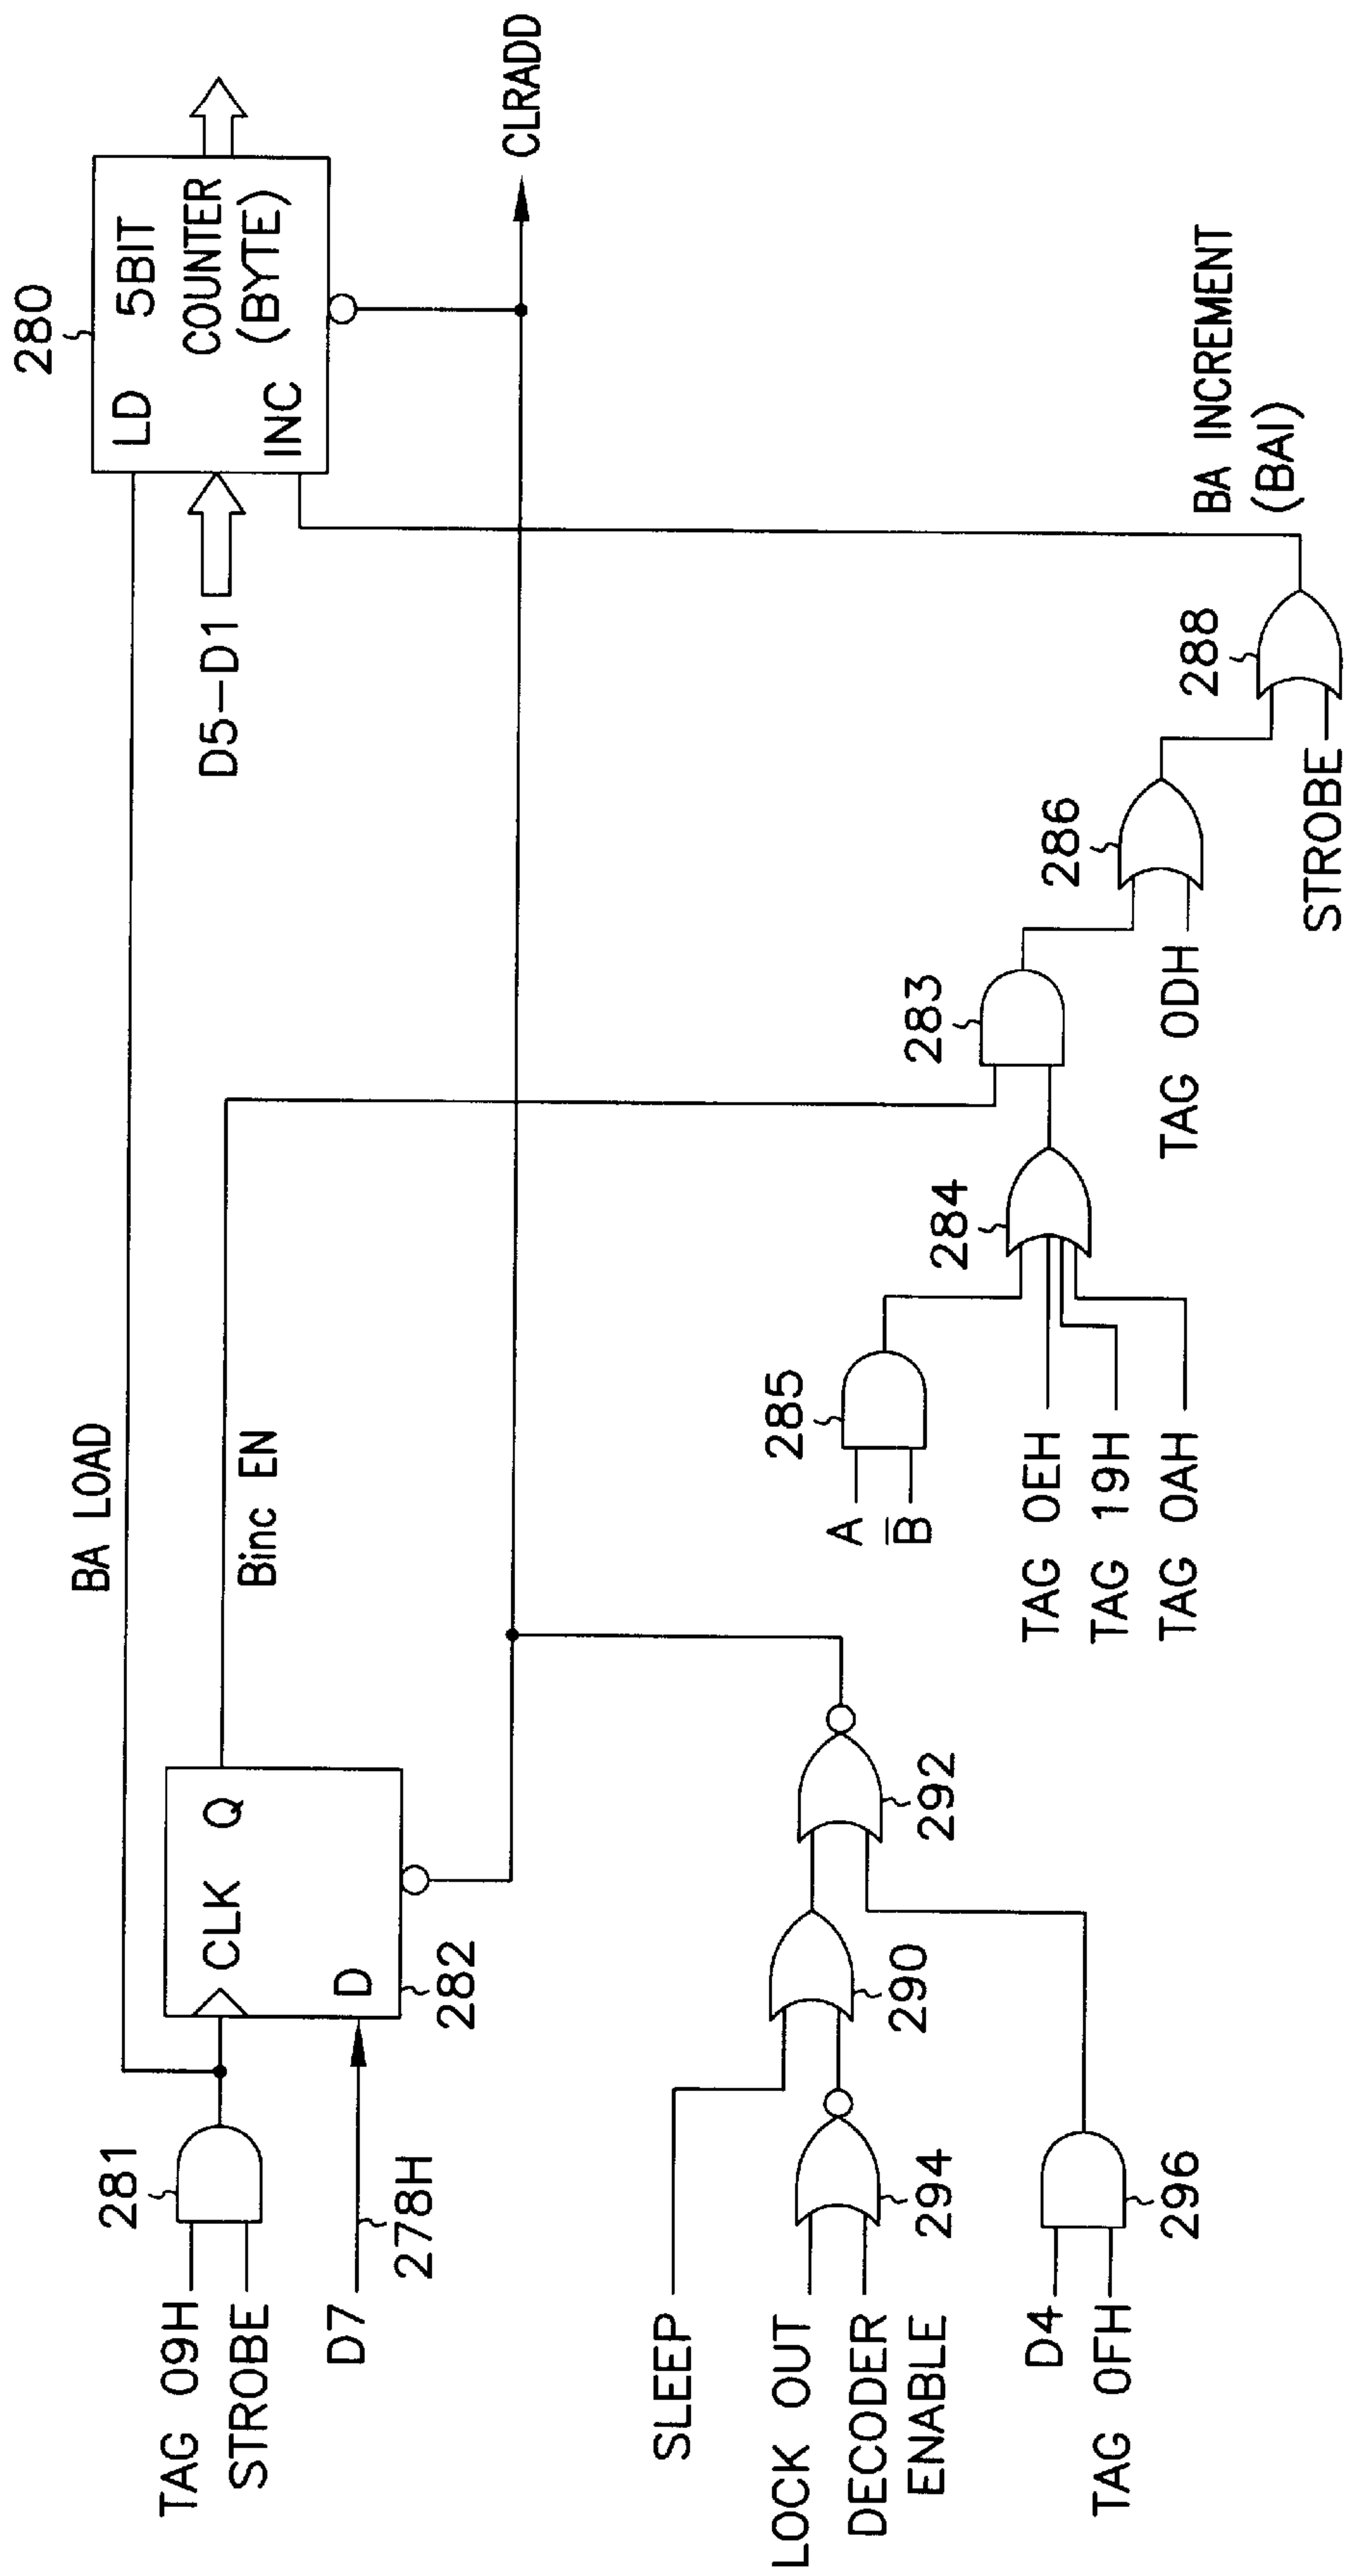 280
LD 5BIT
COUNTER
(BYTE)
INC
BA LOAD
D5-D1
CLRADD
Binc EN
CLK Q
D
282
281
TAG 09H
STROBE
D7
278H
BA INCREMENT
(BAI)
288
STROBE
286
TAG 0DH
283
284
285
A
B̅
TAG 0EH
TAG 19H
TAG 0AH
292
290
SLEEP
294
LOCK OUT
DECODER
ENABLE
296
D4
TAG 0FH